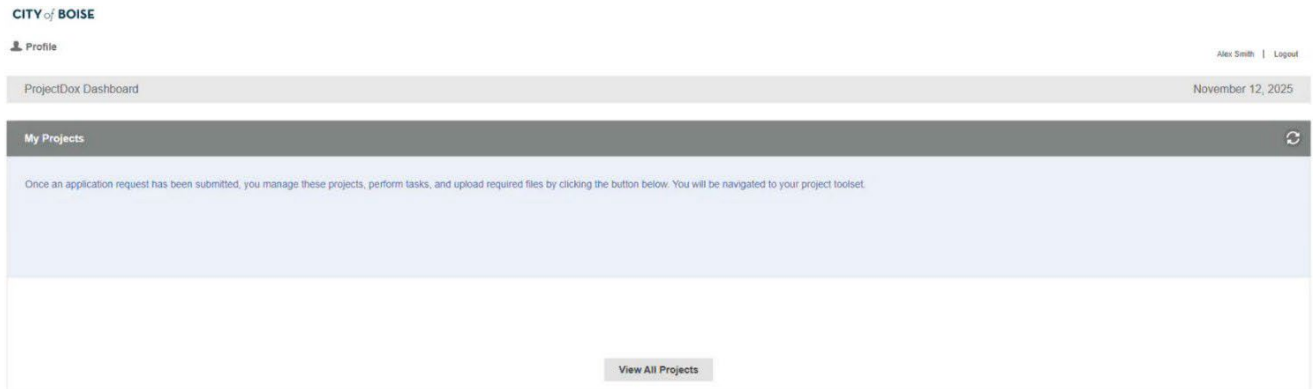 CITY of BOISE
Profile
Alex Smith | Logout
ProjectDox Dashboard
November 12, 2025
My Projects
Once an application request has been submitted, you manage these projects, perform tasks, and upload required files by clicking the button below. You will be navigated to your project toolset.
View All Projects